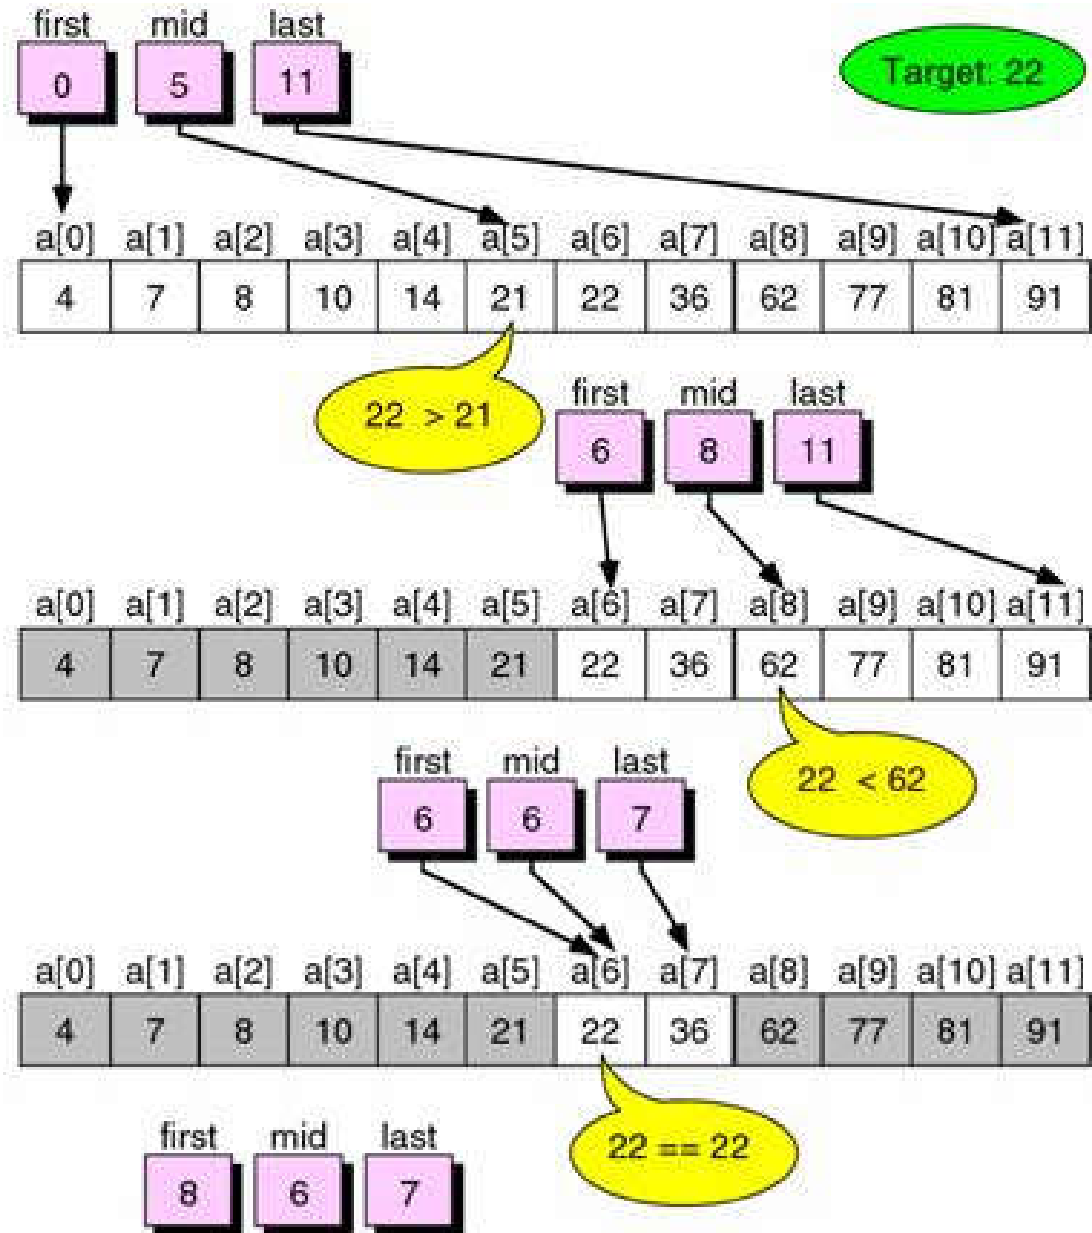 first mid last
0 5 11
Target: 22
a[0] a[1] a[2] a[3] a[4] a[5] a[6] a[7] a[8] a[9] a[10] a[11]
4 7 8 10 14 21 22 36 62 77 81 91
22 > 21
first mid last
6 8 11
a[0] a[1] a[2] a[3] a[4] a[5] a[6] a[7] a[8] a[9] a[10] a[11]
4 7 8 10 14 21 22 36 62 77 81 91
22 < 62
first mid last
6 6 7
a[0] a[1] a[2] a[3] a[4] a[5] a[6] a[7] a[8] a[9] a[10] a[11]
4 7 8 10 14 21 22 36 62 77 81 91
22 == 22
first mid last
8 6 7